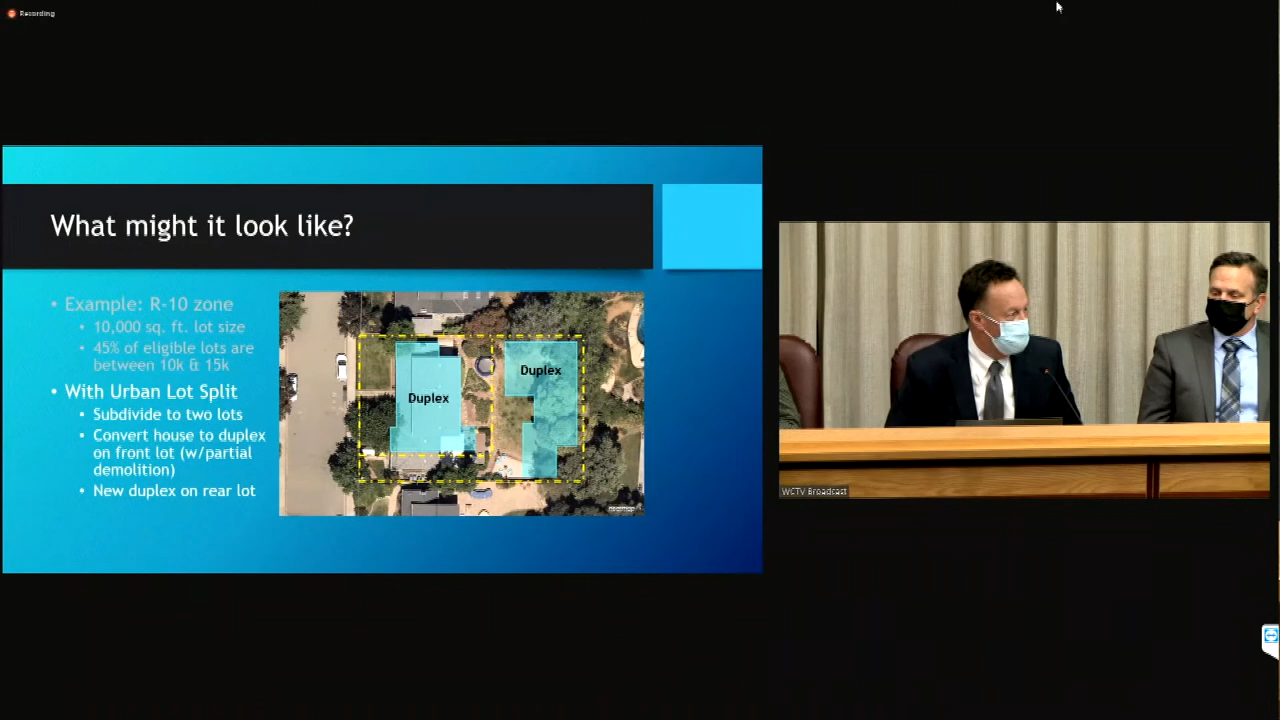 Recording
What might it look like?
• Example: R-10 zone
▪ 10,000 sq. ft. lot size
▪ 45% of eligible lots are
between 10k & 15k
• With Urban Lot Split
▪ Subdivide to two lots
▪ Convert house to duplex
on front lot (w/partial
demolition)
▪ New duplex on rear lot
Duplex
Duplex
WCTV Broadcast